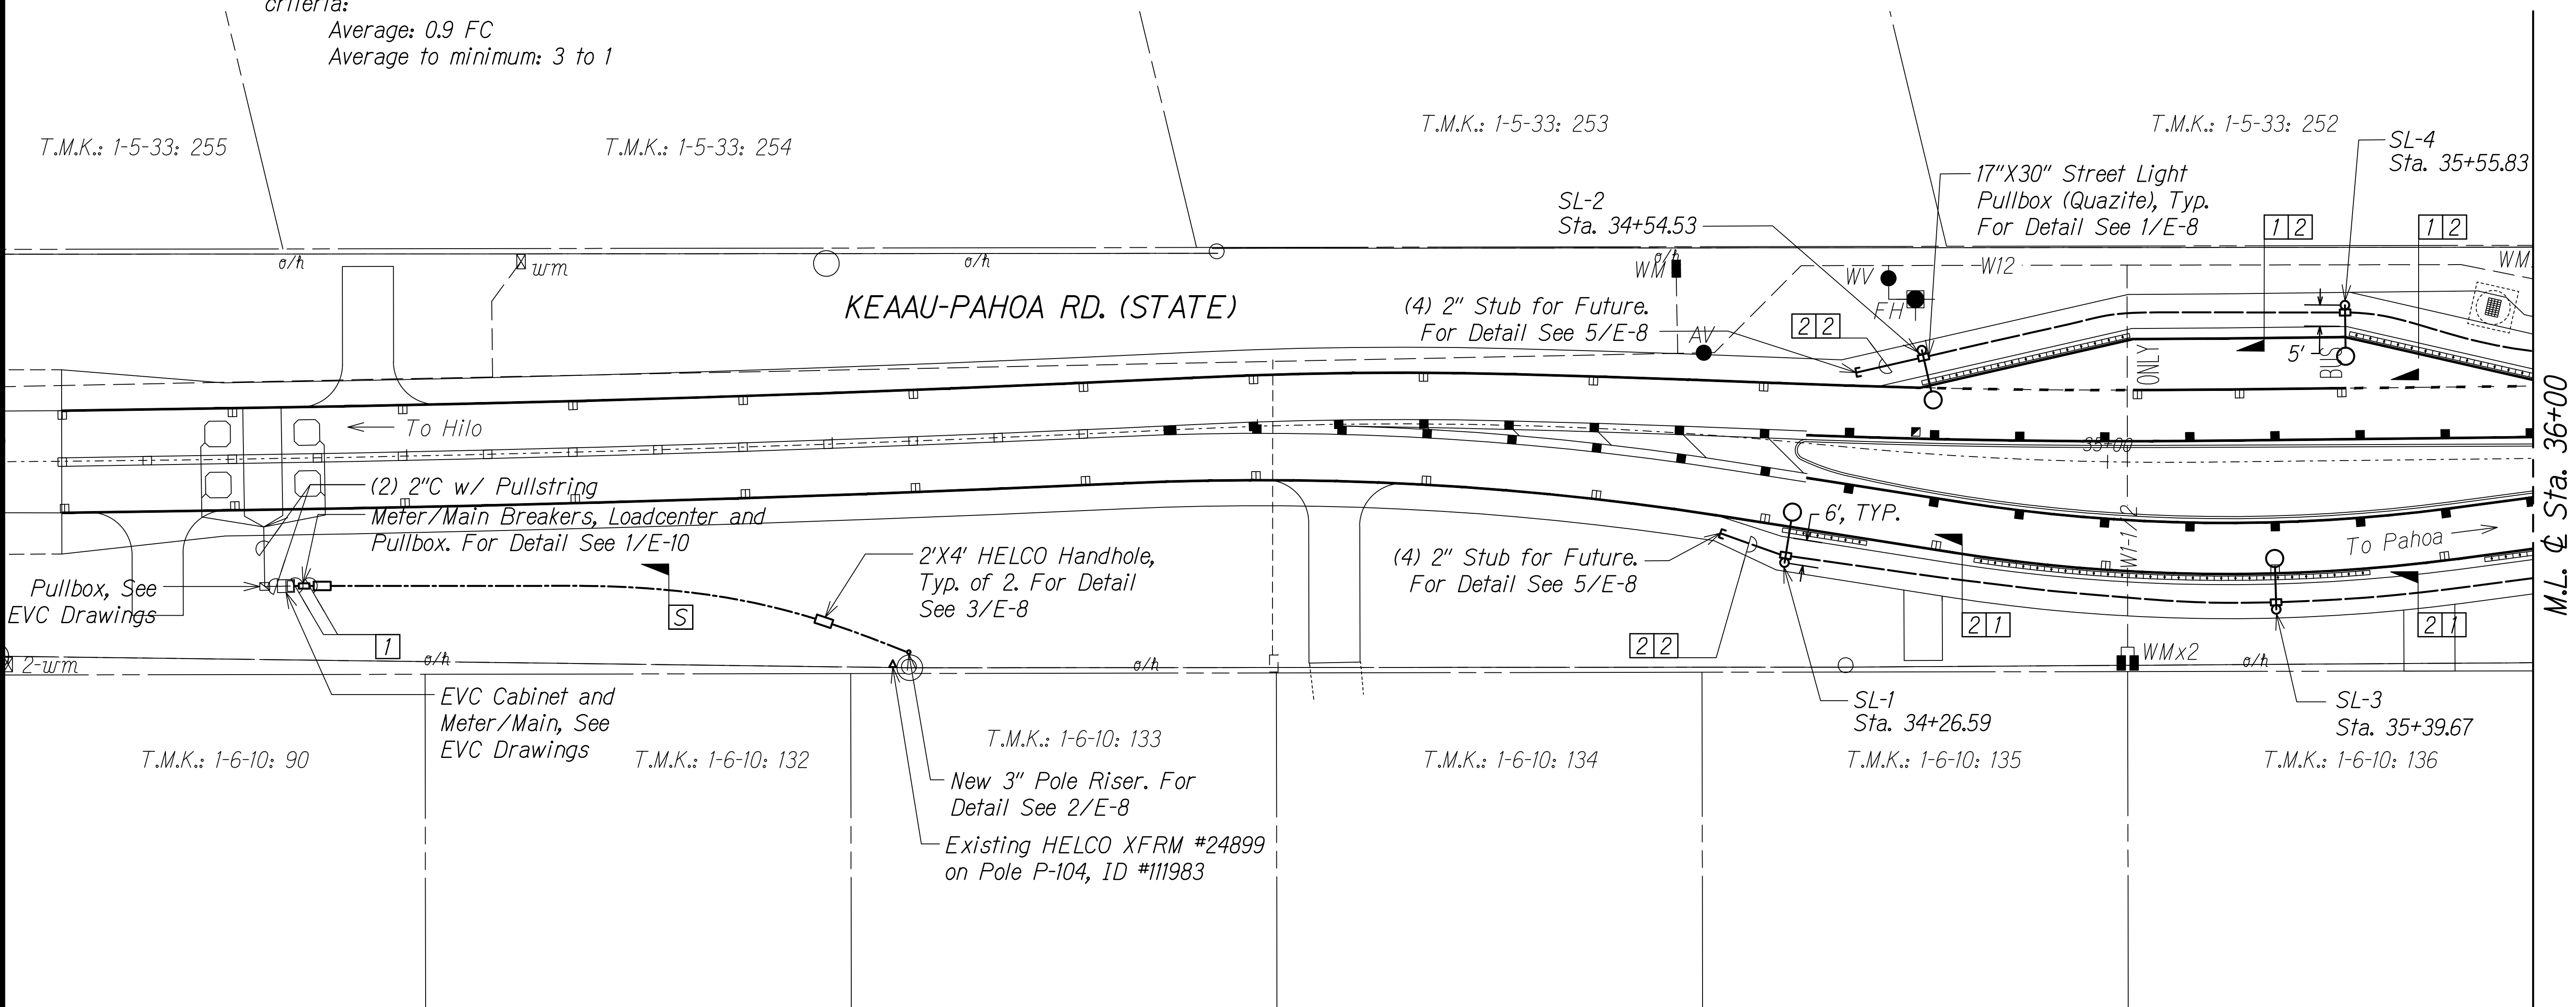 criteria:
Average: 0.9 FC
Average to minimum: 3 to 1
T.M.K.: 1-5-33: 255
T.M.K.: 1-5-33: 254
T.M.K.: 1-5-33: 253
T.M.K.: 1-5-33: 252
SL-4
Sta. 35+55.83
17"X30" Street Light
Pullbox (Quazite), Typ.
For Detail See 1/E-8
SL-2
Sta. 34+54.53
1 2
1 2
o/h
wm
o/h
o/h
WM
WV
W12
WM
FH
AV
KEAAU-PAHOA RD. (STATE)
(4) 2" Stub for Future.
For Detail See 5/E-8
2 2
5'
ONLY
BUS
To Hilo
35+00
M.L. ℄ Sta. 36+00
(2) 2"C w/ Pullstring
Meter/Main Breakers, Loadcenter and
Pullbox. For Detail See 1/E-10
6', TYP.
W1-1/2
To Pahoa
Pullbox, See
EVC Drawings
2'X4' HELCO Handhole,
Typ. of 2. For Detail
See 3/E-8
(4) 2" Stub for Future.
For Detail See 5/E-8
S
1
2 2
2 1
2 1
2-wm
o/h
o/h
WMx2
o/h
EVC Cabinet and
Meter/Main, See
EVC Drawings
SL-1
Sta. 34+26.59
SL-3
Sta. 35+39.67
T.M.K.: 1-6-10: 90
T.M.K.: 1-6-10: 132
T.M.K.: 1-6-10: 133
T.M.K.: 1-6-10: 134
T.M.K.: 1-6-10: 135
T.M.K.: 1-6-10: 136
New 3" Pole Riser. For
Detail See 2/E-8
Existing HELCO XFRM #24899
on Pole P-104, ID #111983